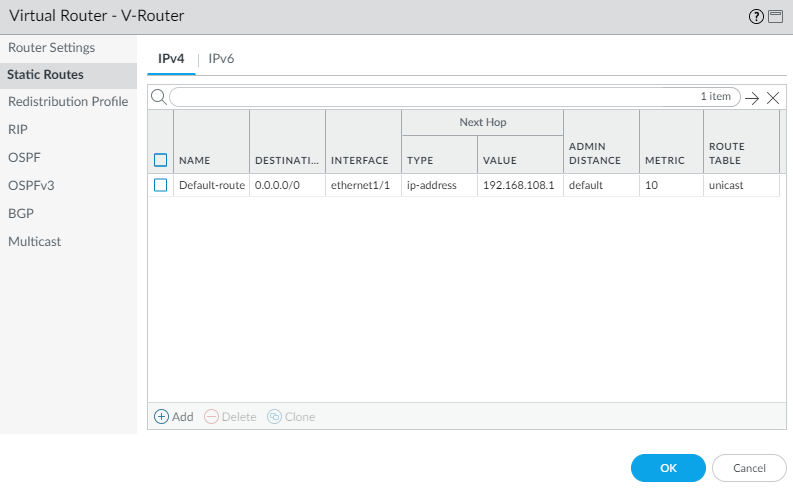 Virtual Router - V-Router
?
Router Settings
Static Routes
Redistribution Profile
RIP
OSPF
OSPFv3
BGP
Multicast
IPv4 | IPv6
1 item
Next Hop
NAME DESTINATI... INTERFACE TYPE VALUE ADMIN DISTANCE METRIC ROUTE TABLE
Default-route 0.0.0.0/0 ethernet1/1 ip-address 192.168.108.1 default 10 unicast
Add Delete Clone
OK Cancel